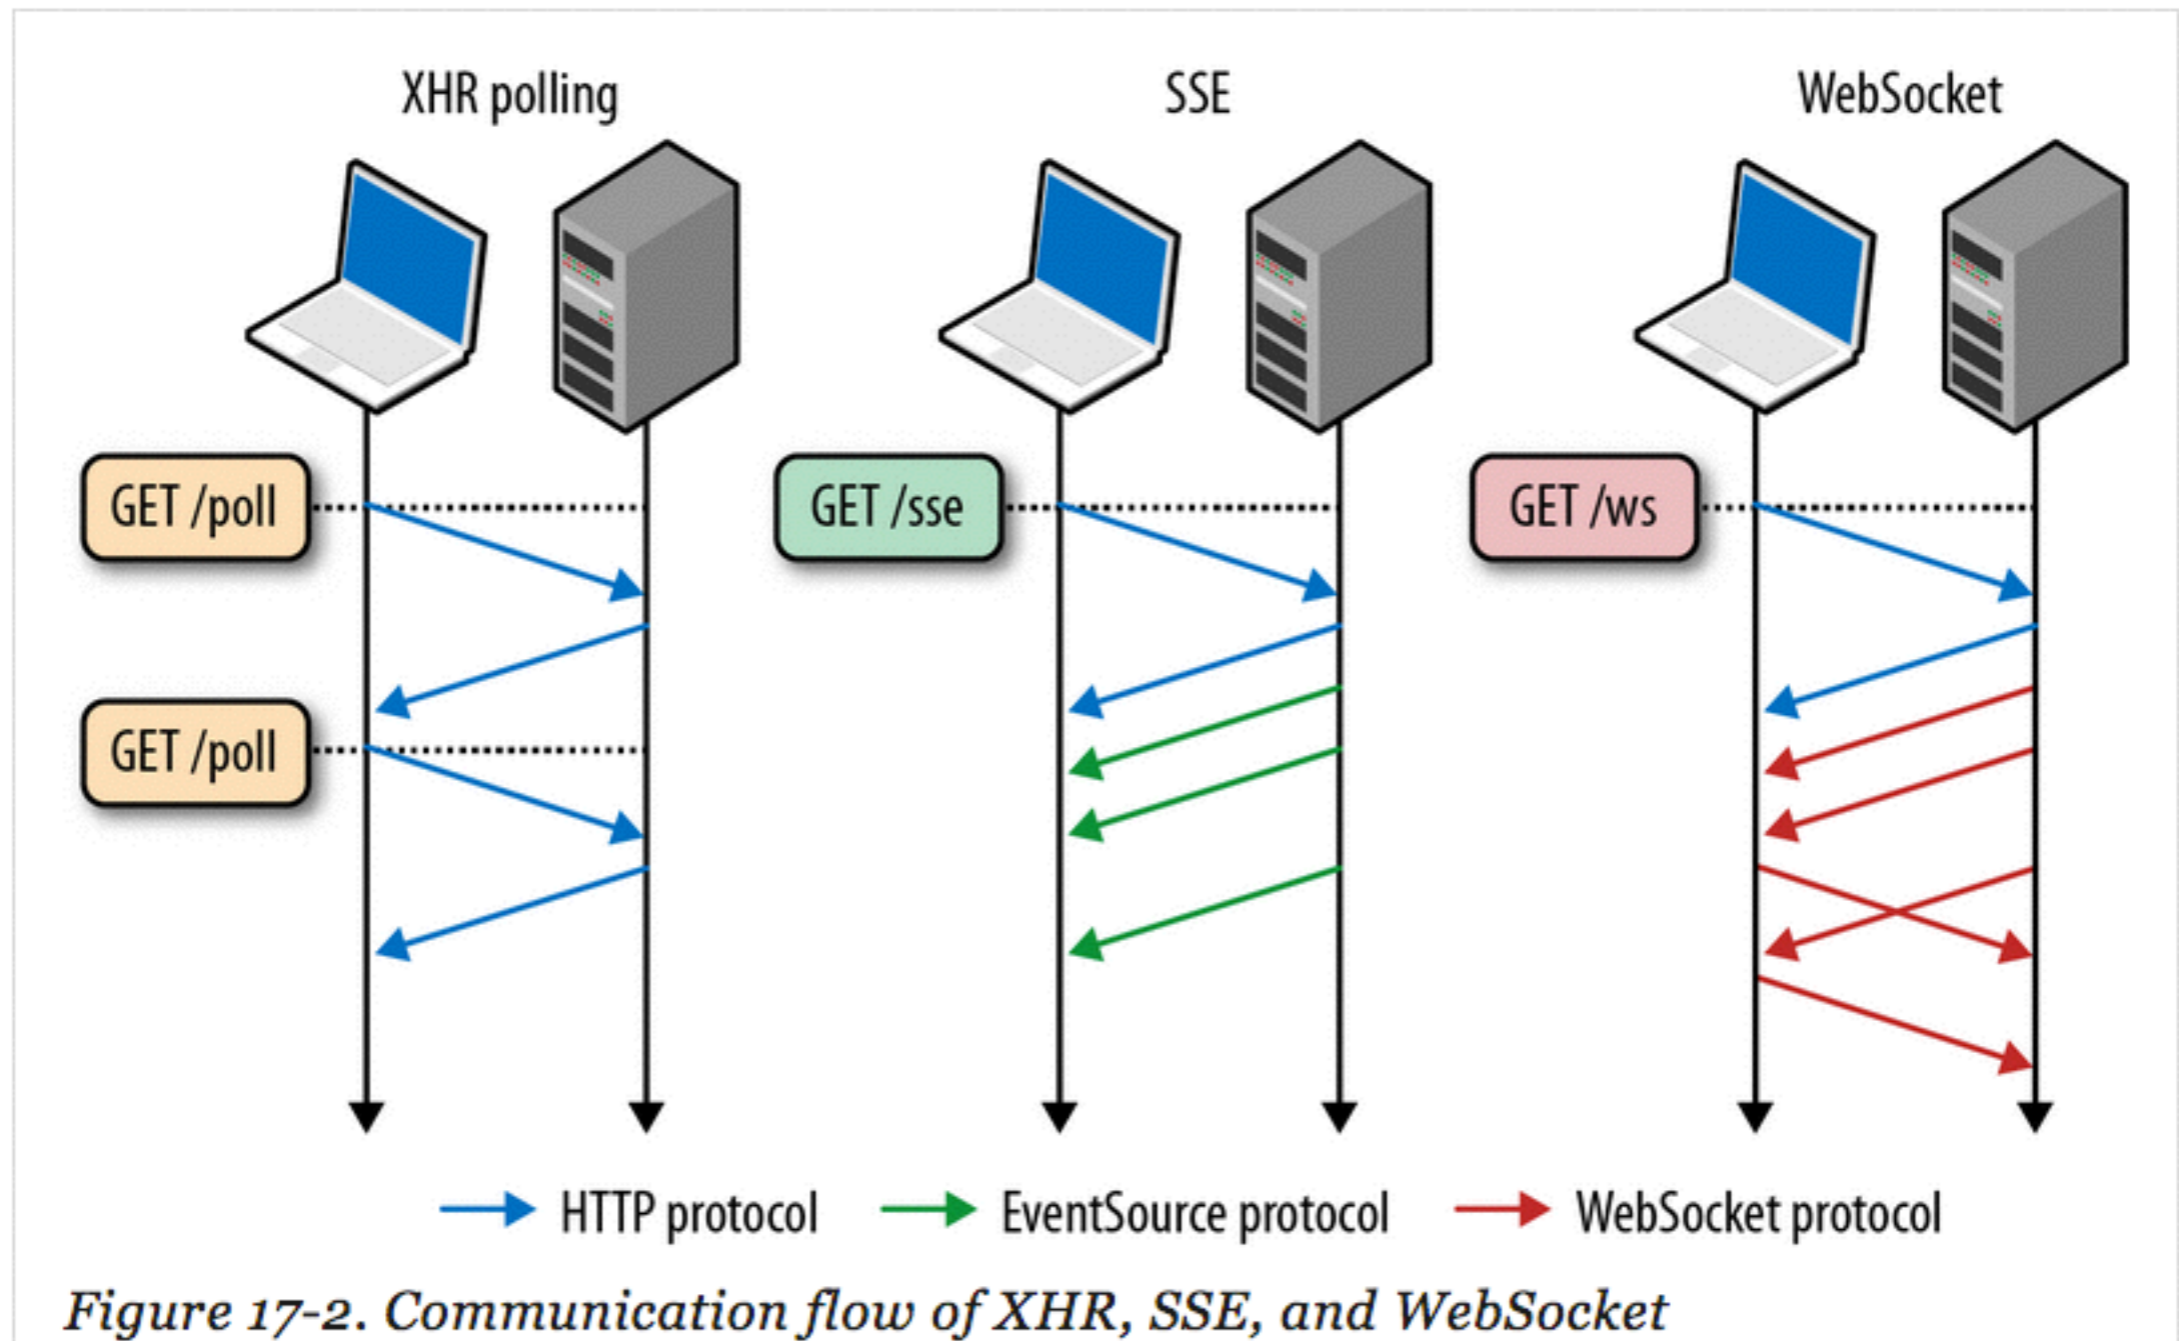 XHR polling
SSE
WebSocket
GET /poll
GET /sse
GET /ws
GET /poll
HTTP protocol
EventSource protocol
WebSocket protocol
Figure 17-2. Communication flow of XHR, SSE, and WebSocket